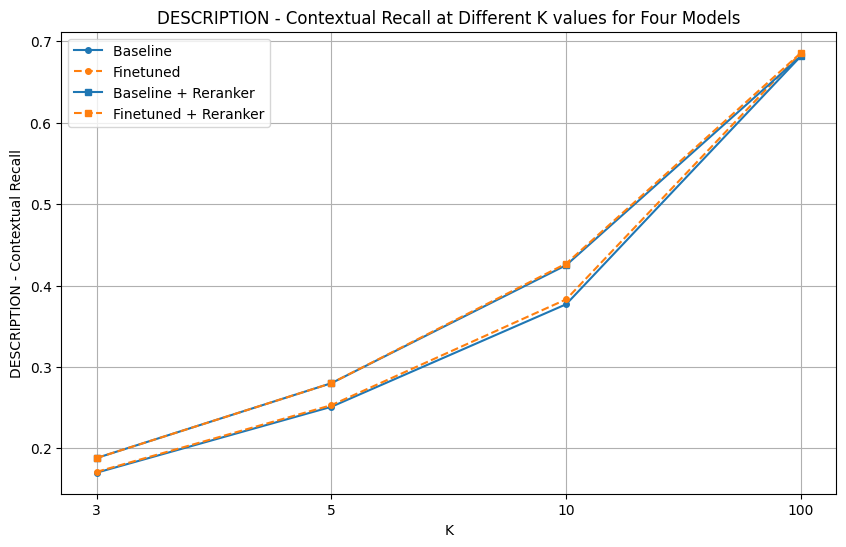 DESCRIPTION - Contextual Recall at Different K values for Four Models
Baseline
Finetuned
Baseline + Reranker
Finetuned + Reranker
DESCRIPTION - Contextual Recall
0.7
0.6
0.5
0.4
0.3
0.2
3 5 10 100
K